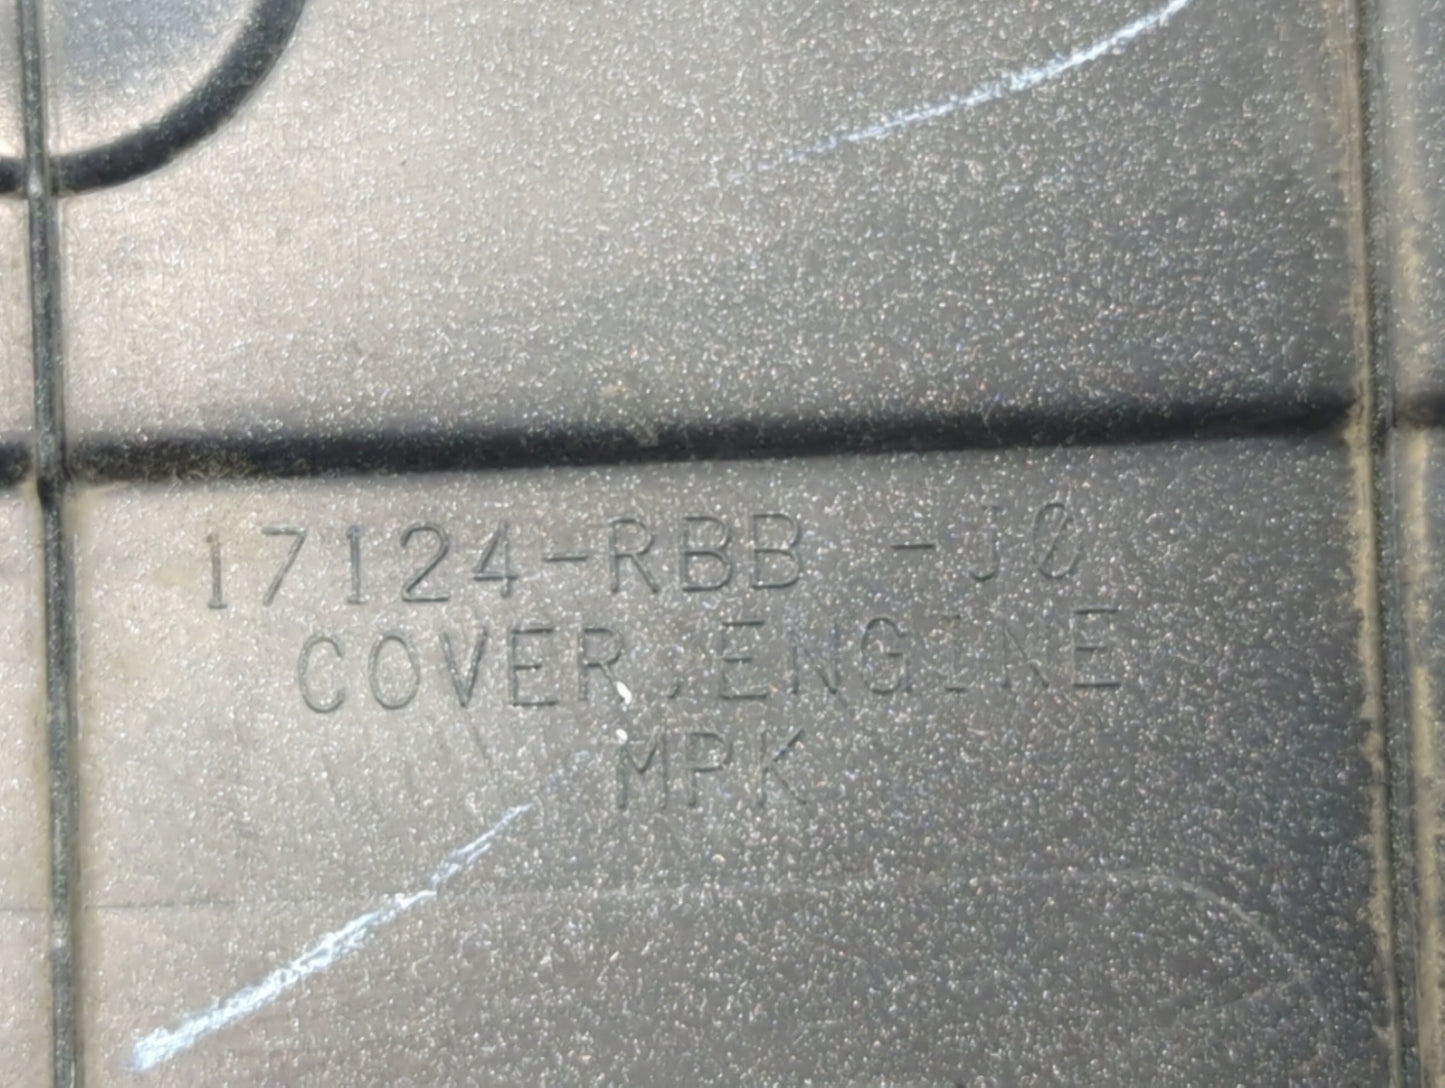 17124-RBB -J0
COVER,ENGINE
MPK